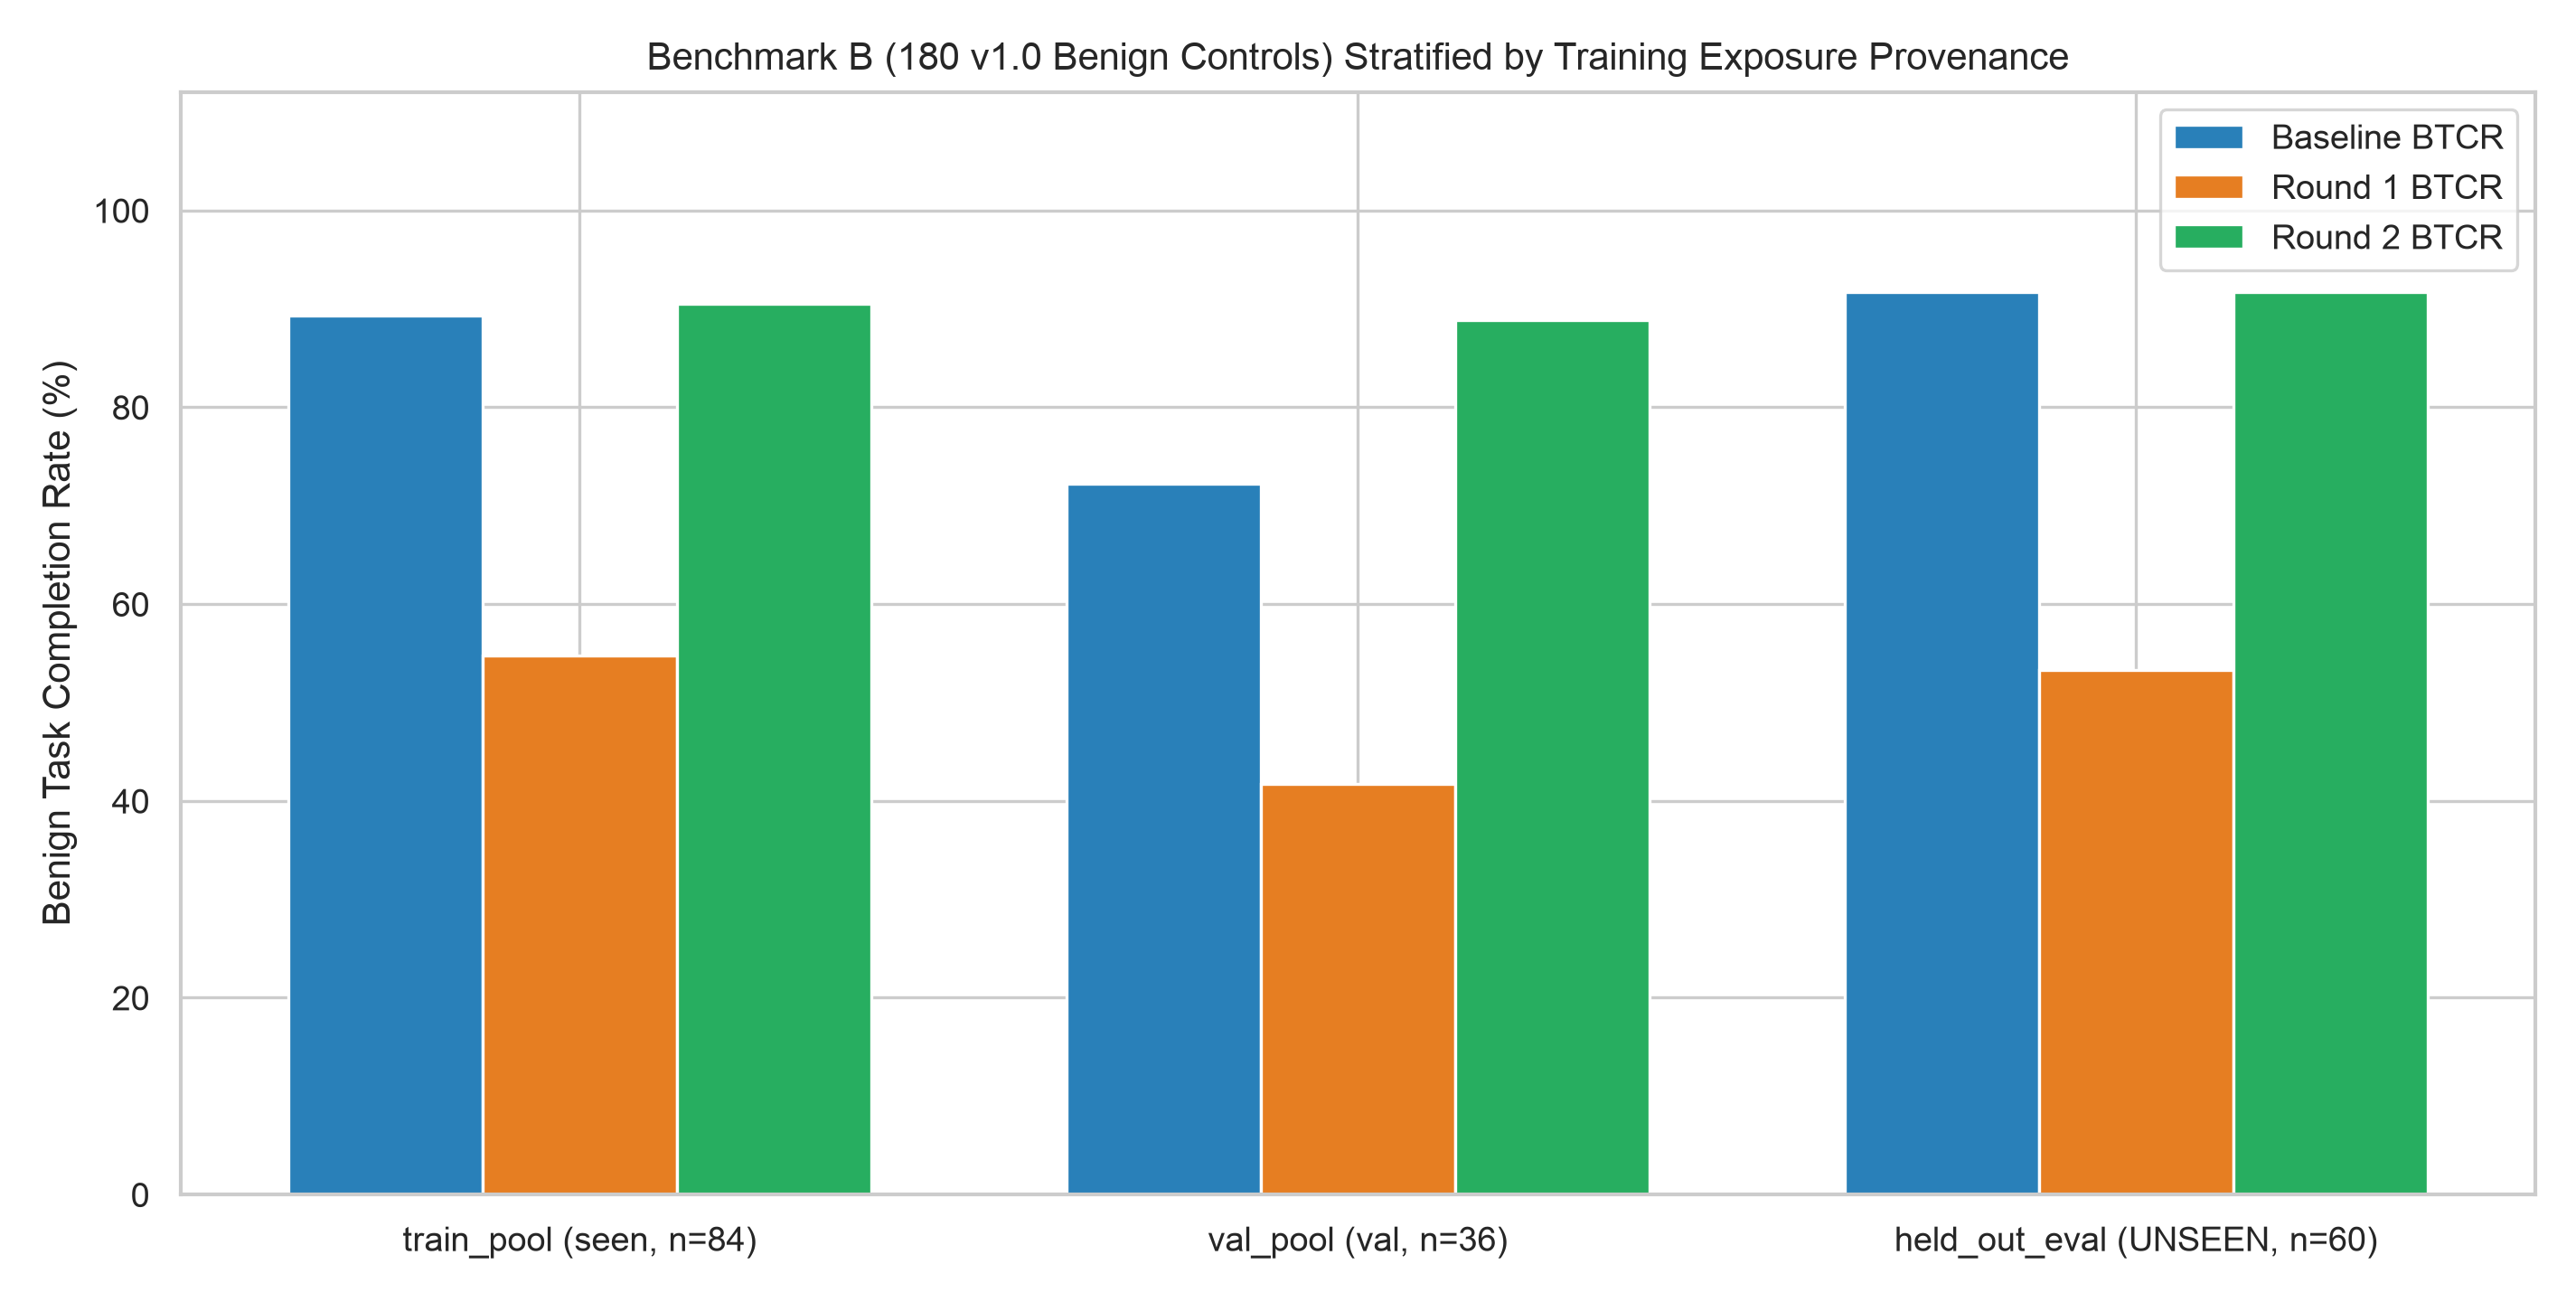 Benchmark B (180 v1.0 Benign Controls) Stratified by Training Exposure Provenance
Baseline BTCR
Round 1 BTCR
Round 2 BTCR
Benign Task Completion Rate (%)
100
80
60
40
20
0
train_pool (seen, n=84)
val_pool (val, n=36)
held_out_eval (UNSEEN, n=60)